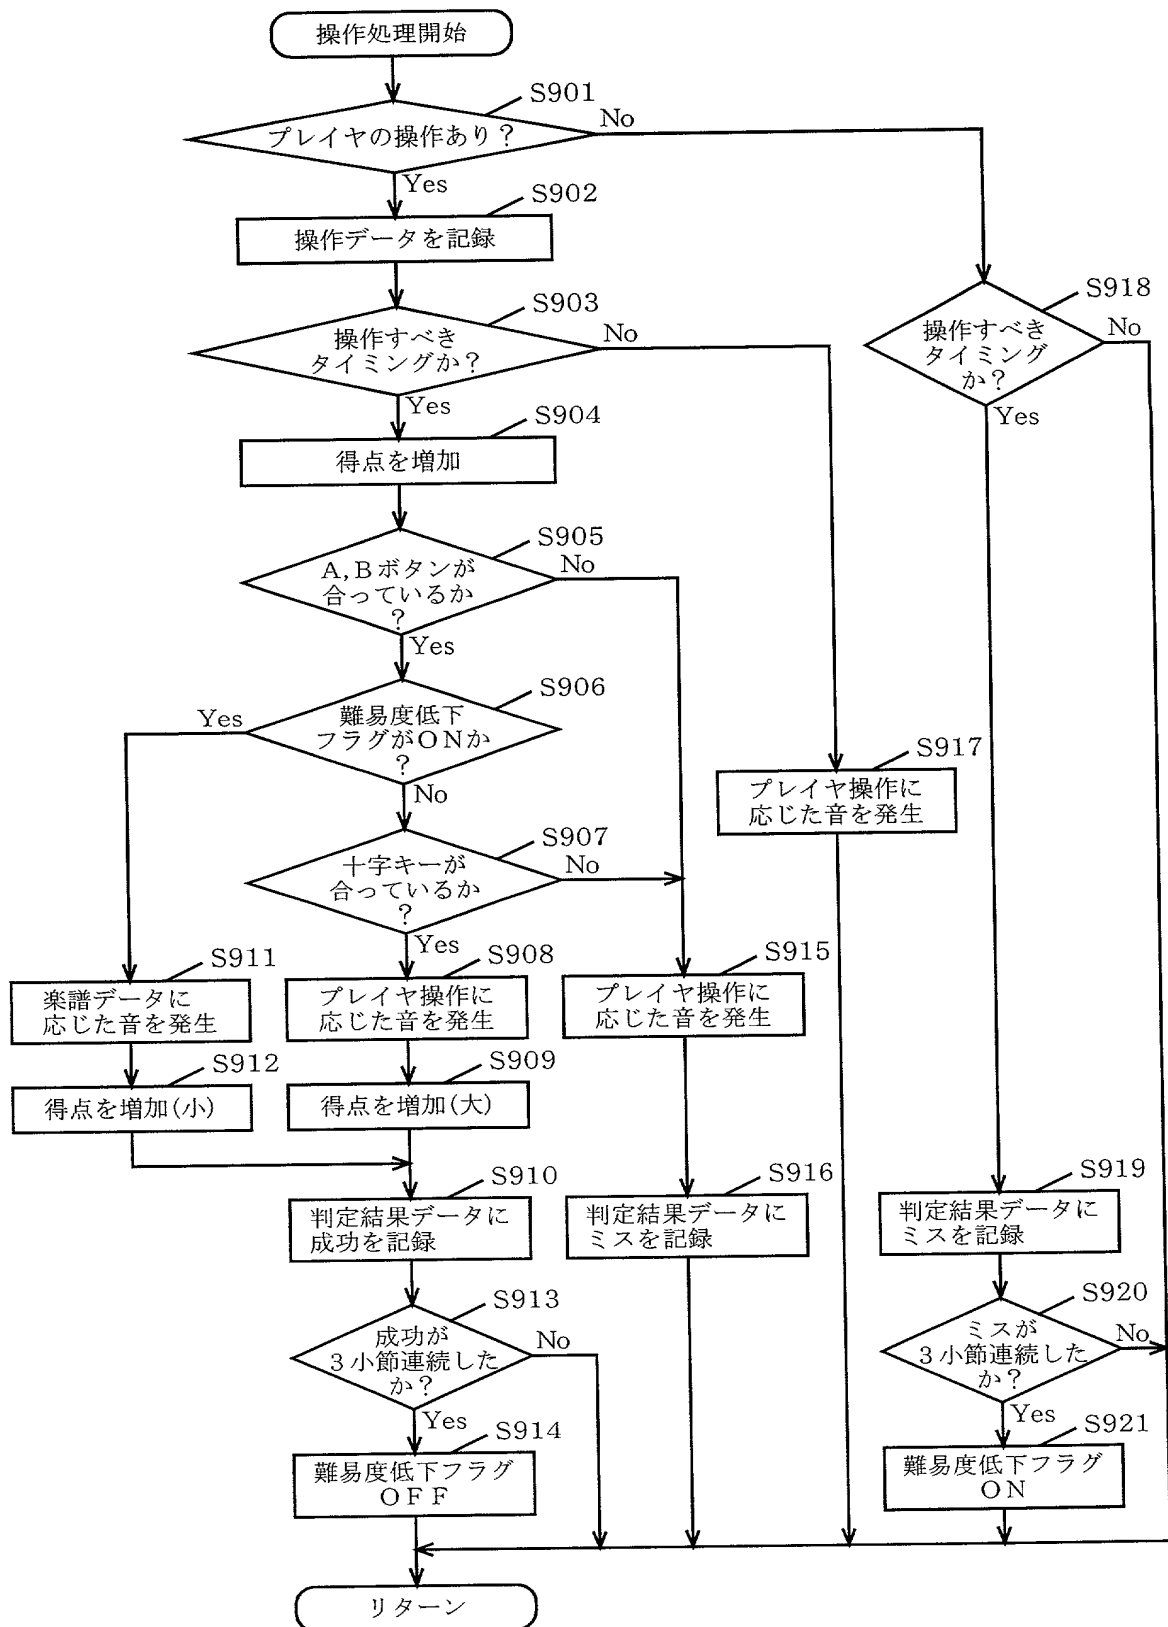 操作処理開始
S901
プレイヤの操作あり？
No
Yes
S902
操作データを記録
S903
操作すべき
タイミングか？
No
Yes
S918
操作すべき
タイミング
か？
No
Yes
S904
得点を増加
S905
A,Bボタンが
合っているか
？
No
Yes
S906
難易度低下
フラグがONか
？
Yes
No
S917
プレイヤ操作に
応じた音を発生
S907
十字キーが
合っているか
？
No
Yes
S911
楽譜データに
応じた音を発生
S908
プレイヤ操作に
応じた音を発生
S915
プレイヤ操作に
応じた音を発生
S912
得点を増加(小)
S909
得点を増加(大)
S910
判定結果データに
成功を記録
S916
判定結果データに
ミスを記録
S919
判定結果データに
ミスを記録
S913
成功が
3小節連続した
か？
No
Yes
S920
ミスが
3小節連続した
か？
No
Yes
S914
難易度低下フラグ
OFF
S921
難易度低下フラグ
ON
リターン